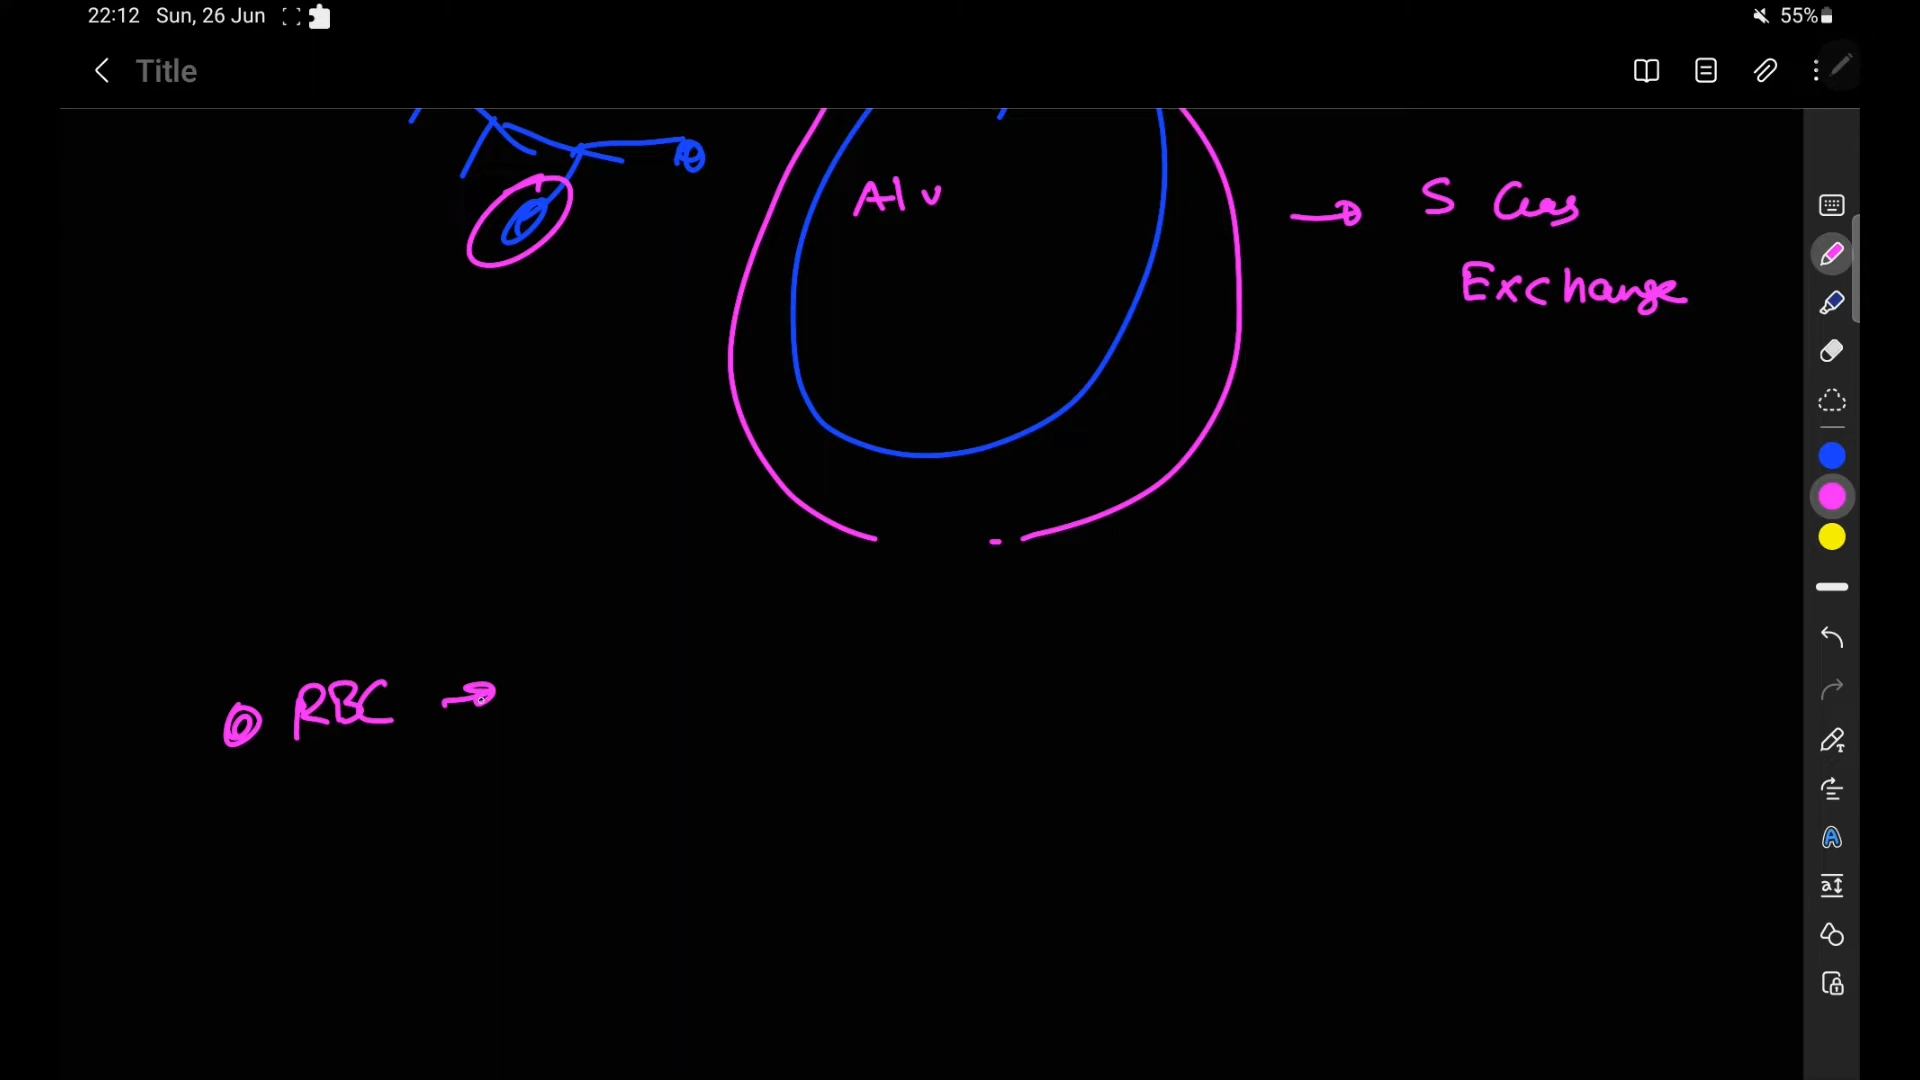 22:12 Sun, 26 Jun 55%
Title
Alv → S Gas
Exchange
RBC →